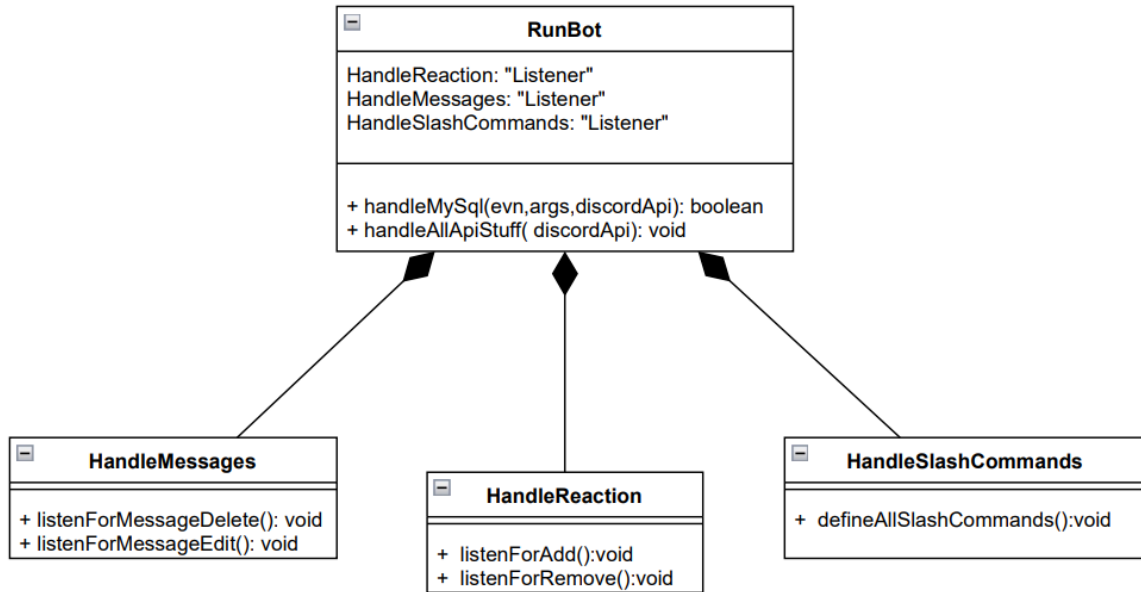 RunBot
HandleReaction: "Listener"
HandleMessages: "Listener"
HandleSlashCommands: "Listener"
+ handleMySql(evn,args,discordApi): boolean
+ handleAllApiStuff( discordApi): void
HandleMessages
+ listenForMessageDelete(): void
+ listenForMessageEdit(): void
HandleReaction
+ listenForAdd():void
+ listenForRemove():void
HandleSlashCommands
+ defineAllSlashCommands():void